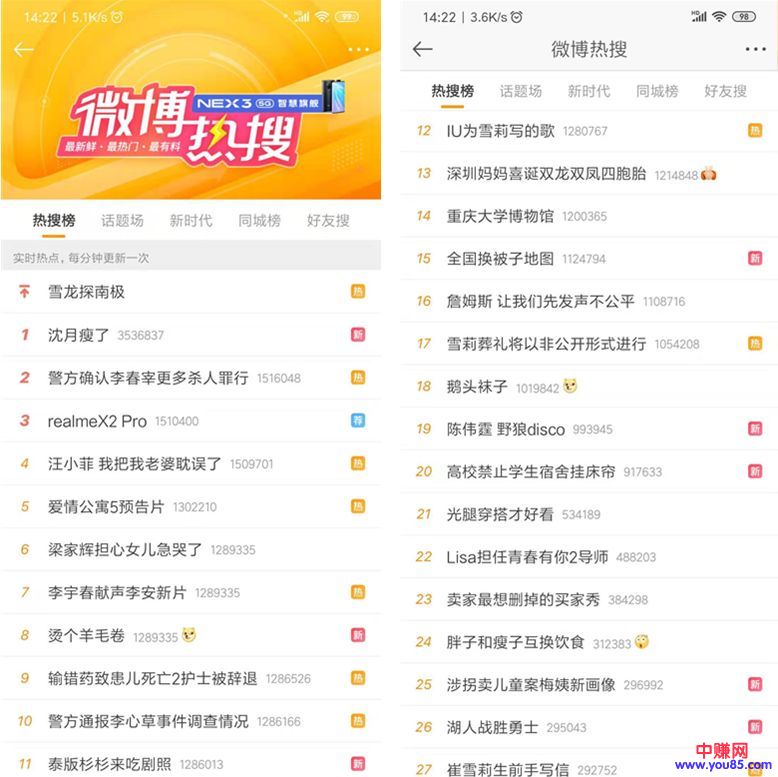 14:22 | 5.1K/s
HD
99
微博热搜
NEX 3 5G 智慧旗舰
最新鲜·最热门·最有料
热搜榜 话题场 新时代 同城榜 好友搜
实时热点，每分钟更新一次
雪龙探南极 热
1 沈月瘦了 3536837 新
2 警方确认李春宰更多杀人罪行 1516048 热
3 realmeX2 Pro 1510400 荐
4 汪小菲 我把我老婆耽误了 1509701 热
5 爱情公寓5预告片 1302210 热
6 梁家辉担心女儿急哭了 1289335
7 李宇春献声李安新片 1289335 热
8 烫个羊毛卷 1289335 新
9 输错药致患儿死亡2护士被辞退 1286526 热
10 警方通报李心草事件调查情况 1286166 热
11 泰版杉杉来吃剧照 1286013 新
14:22 | 3.6K/s
HD
98
微博热搜
热搜榜 话题场 新时代 同城榜 好友搜
12 IU为雪莉写的歌 1280767 热
13 深圳妈妈喜诞双龙双凤四胞胎 1214848
14 重庆大学博物馆 1200365
15 全国换被子地图 1124794 新
16 詹姆斯 让我们先发声不公平 1108716
17 雪莉葬礼将以非公开形式进行 1054208 热
18 鹅头袜子 1019842
19 陈伟霆 野狼disco 993945 新
20 高校禁止学生宿舍挂床帘 917633 新
21 光腿穿搭才好看 534189
22 Lisa担任青春有你2导师 488203
23 卖家最想删掉的买家秀 384298
24 胖子和瘦子互换饮食 312383
25 涉拐卖儿童案梅姨新画像 296992 新
26 湖人战胜勇士 295043 新
27 崔雪莉生前手写信 292752
中赚网
www.you85.com